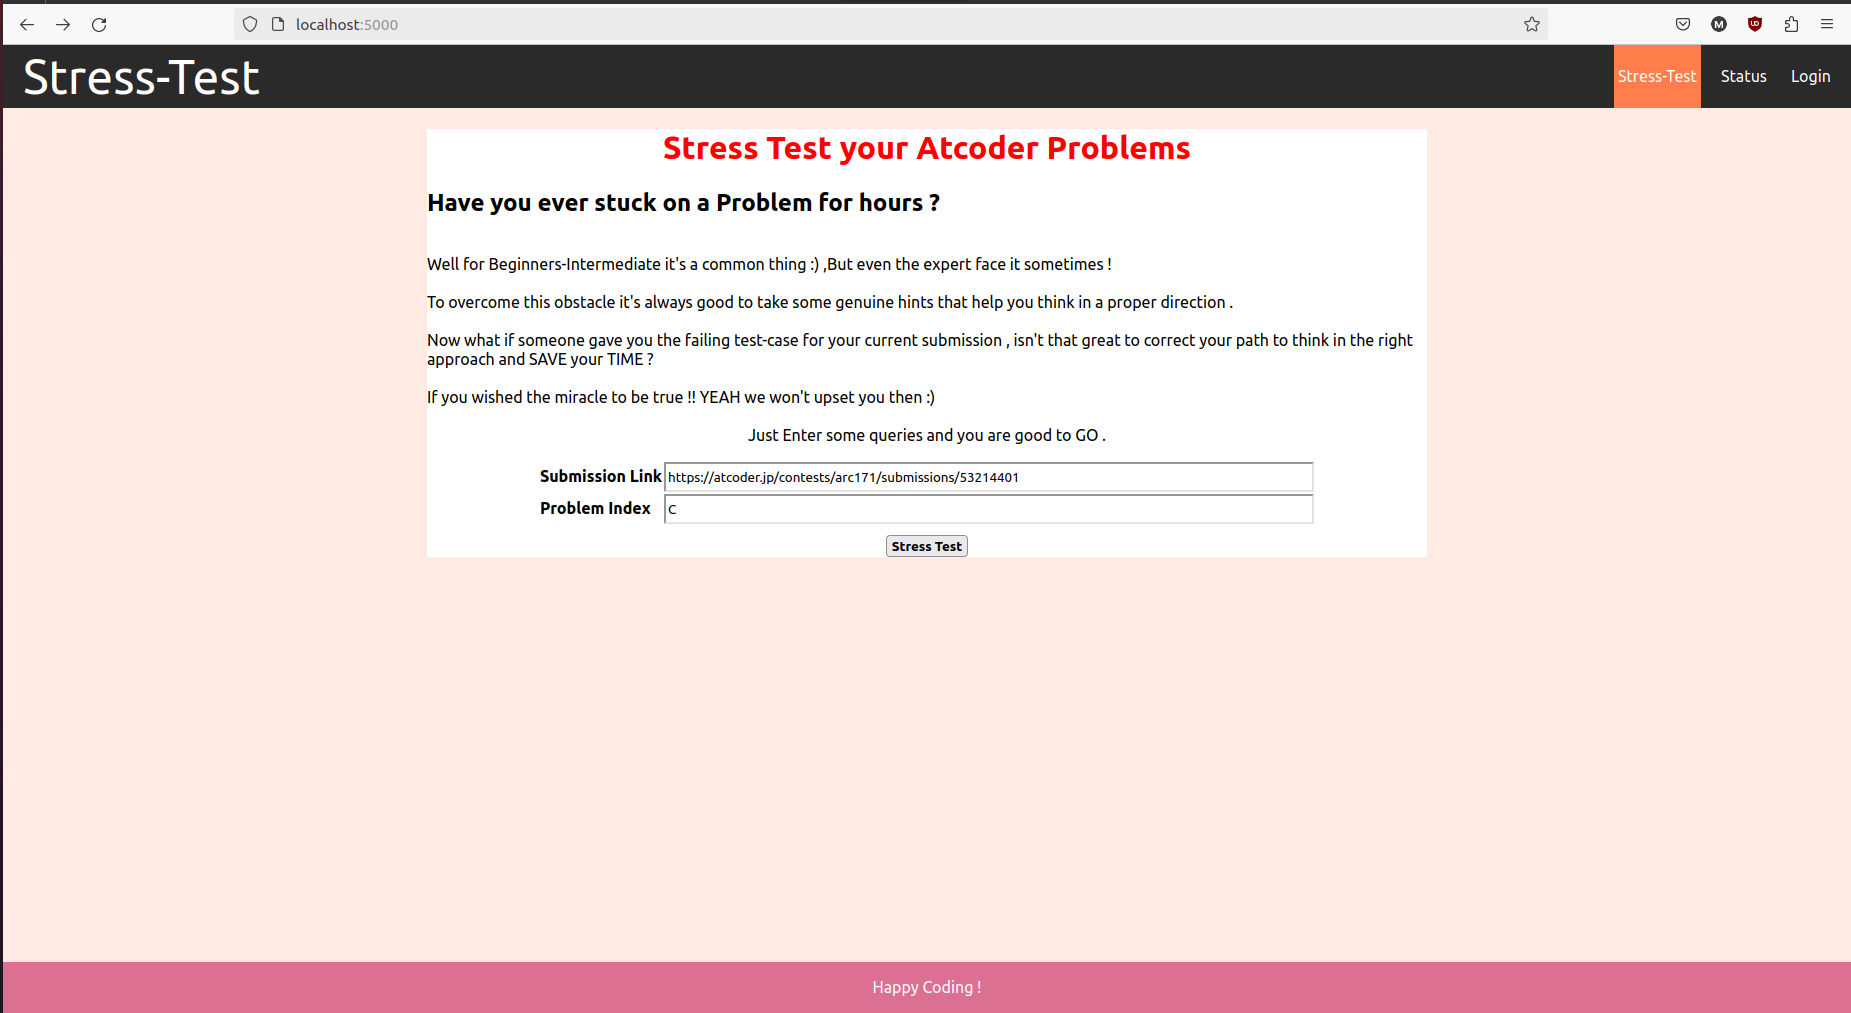 localhost:5000
Stress-Test
Stress-Test Status Login
Stress Test your Atcoder Problems
Have you ever stuck on a Problem for hours ?
Well for Beginners-Intermediate it's a common thing :) ,But even the expert face it sometimes !
To overcome this obstacle it's always good to take some genuine hints that help you think in a proper direction .
Now what if someone gave you the failing test-case for your current submission , isn't that great to correct your path to think in the right
approach and SAVE your TIME ?
If you wished the miracle to be true !! YEAH we won't upset you then :)
Just Enter some queries and you are good to GO .
Submission Link https://atcoder.jp/contests/arc171/submissions/53214401
Problem Index C
Stress Test
Happy Coding !